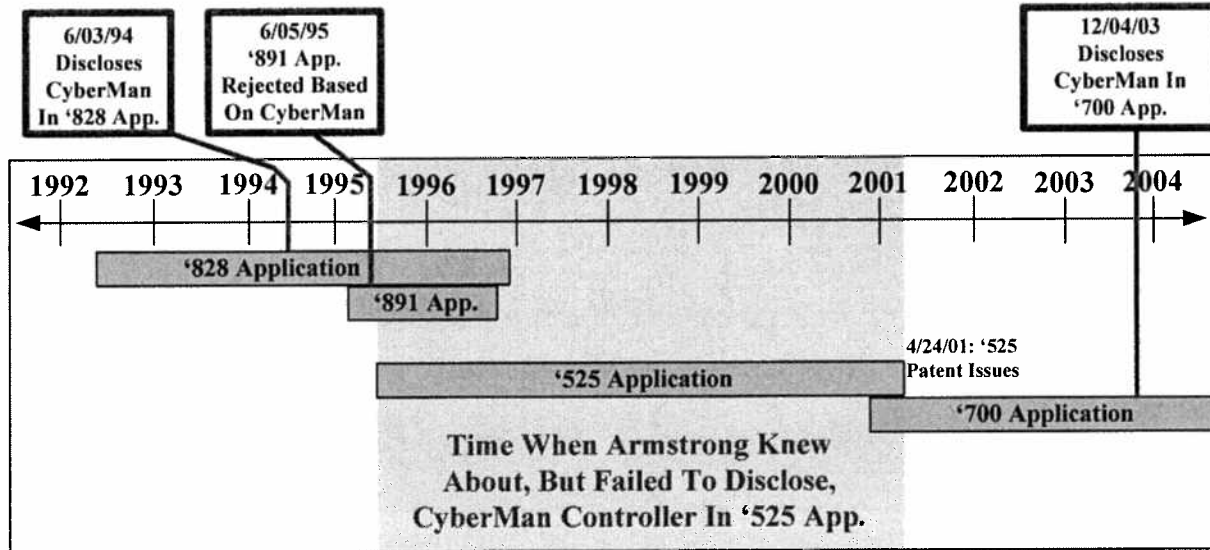 6/03/94
Discloses
CyberMan
In ‘828 App.
6/05/95
‘891 App.
Rejected Based
On CyberMan
12/04/03
Discloses
CyberMan In
‘700 App.
1992 1993 1994 1995 1996 1997 1998 1999 2000 2001 2002 2003 2004
‘828 Application
‘891 App.
‘525 Application
4/24/01: ‘525
Patent Issues
‘700 Application
Time When Armstrong Knew
About, But Failed To Disclose,
CyberMan Controller In ‘525 App.